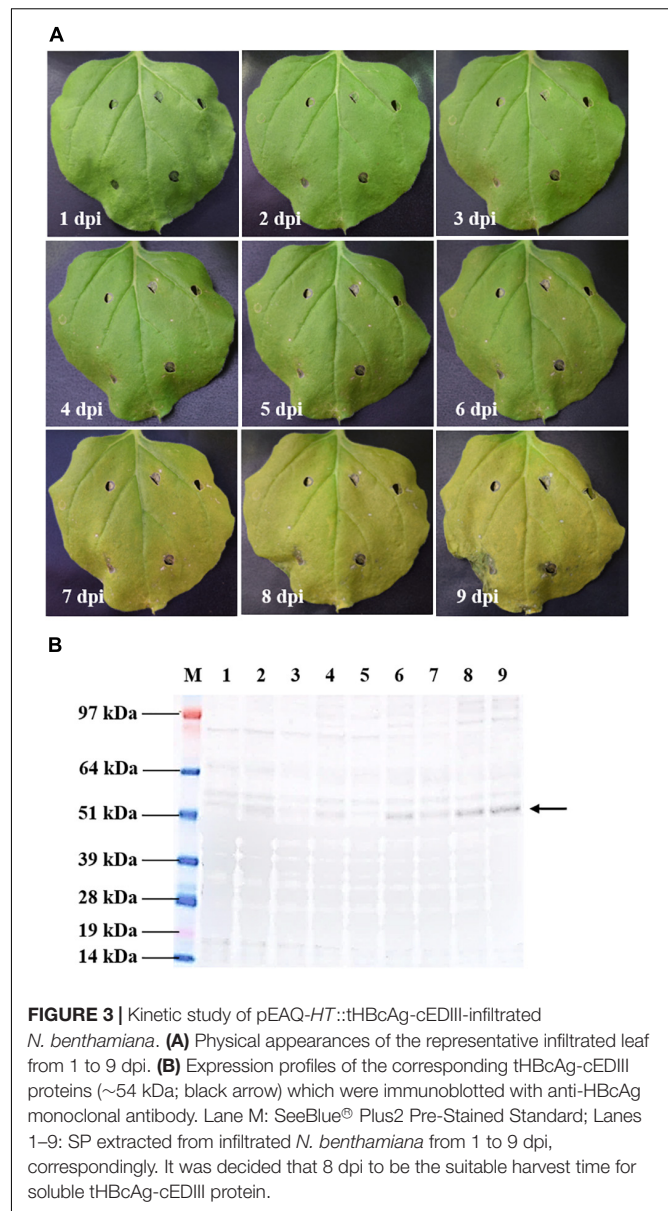 A
1 dpi
2 dpi
3 dpi
4 dpi
5 dpi
6 dpi
7 dpi
8 dpi
9 dpi
B
M 1 2 3 4 5 6 7 8 9
97 kDa
64 kDa
51 kDa
39 kDa
28 kDa
19 kDa
14 kDa
FIGURE 3 | Kinetic study of pEAQ-HT::tHBcAg-cEDIII-infiltrated
N. benthamiana. (A) Physical appearances of the representative infiltrated leaf
from 1 to 9 dpi. (B) Expression profiles of the corresponding tHBcAg-cEDIII
proteins (~54 kDa; black arrow) which were immunoblotted with anti-HBcAg
monoclonal antibody. Lane M: SeeBlue® Plus2 Pre-Stained Standard; Lanes
1–9: SP extracted from infiltrated N. benthamiana from 1 to 9 dpi,
correspondingly. It was decided that 8 dpi to be the suitable harvest time for
soluble tHBcAg-cEDIII protein.